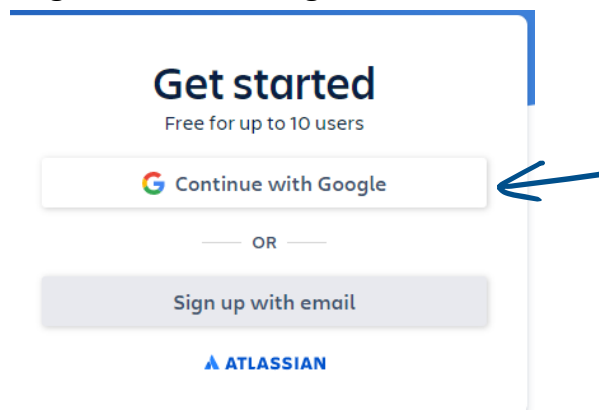 Get started
Free for up to 10 users
Continue with Google
OR
Sign up with email
ATLASSIAN